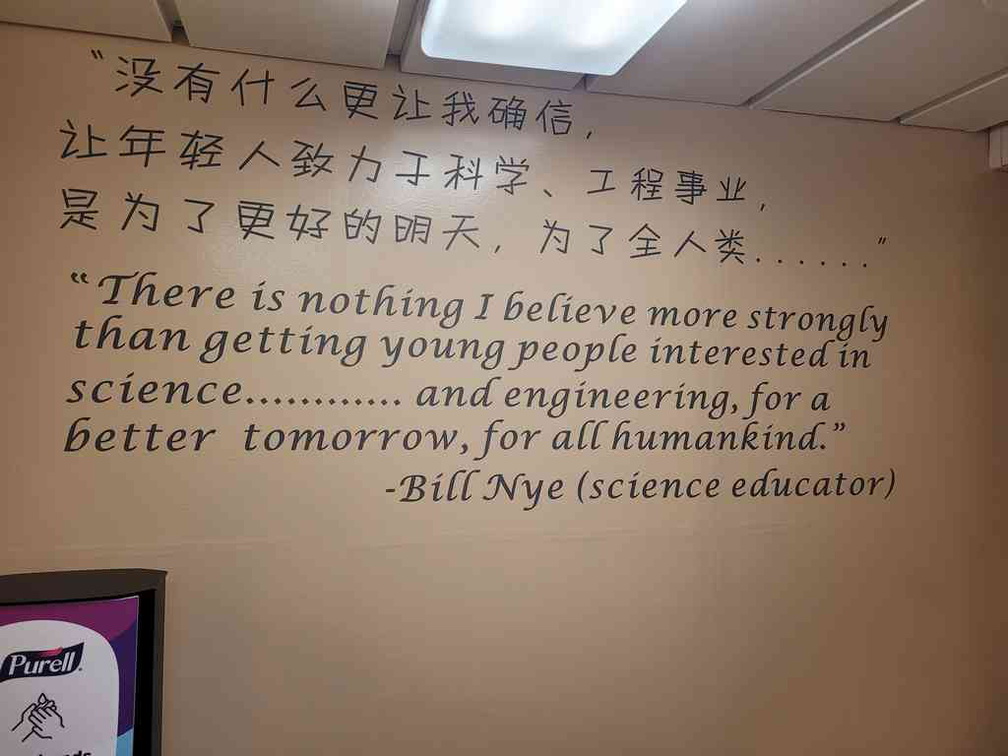 “没有什么更让我确信，
让年轻人致力于科学、工程事业，
是为了更好的明天，为了全人类......”
“There is nothing I believe more strongly
than getting young people interested in
science............ and engineering, for a
better tomorrow, for all humankind.”
-Bill Nye (science educator)
Purell